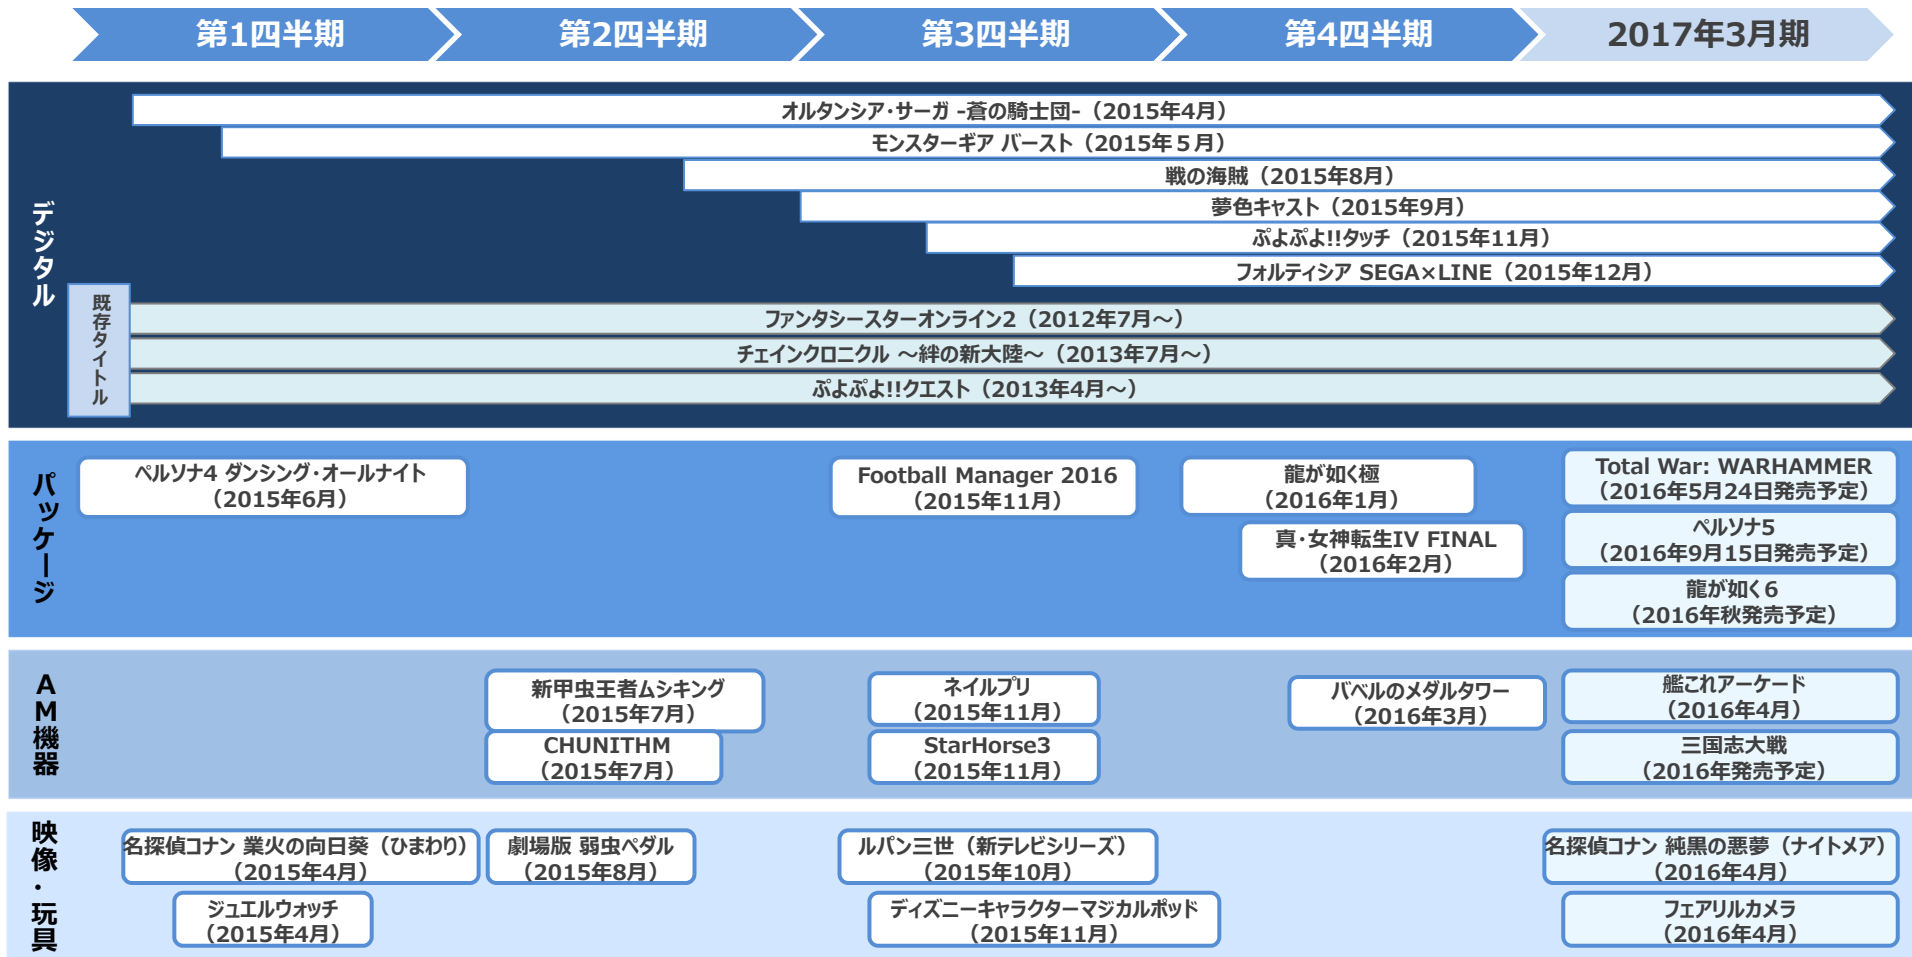 第1四半期
第2四半期
第3四半期
第4四半期
2017年3月期
デジタル
オルタンシア・サーガ -蒼の騎士団-（2015年4月）
モンスターギア バースト（2015年５月）
戦の海賊（2015年8月）
夢色キャスト（2015年9月）
ぷよぷよ!!タッチ（2015年11月）
フォルティシア SEGA×LINE（2015年12月）
既存タイトル
ファンタシースターオンライン2（2012年7月～）
チェインクロニクル ～絆の新大陸～（2013年7月～）
ぷよぷよ!!クエスト（2013年4月～）
パッケージ
ペルソナ4 ダンシング・オールナイト
（2015年6月）
Football Manager 2016
（2015年11月）
龍が如く極
（2016年1月）
真・女神転生IV FINAL
（2016年2月）
Total War: WARHAMMER
（2016年5月24日発売予定）
ペルソナ5
（2016年9月15日発売予定）
龍が如く6
（2016年秋発売予定）
AM機器
新甲虫王者ムシキング
（2015年7月）
CHUNITHM
（2015年7月）
ネイルプリ
（2015年11月）
StarHorse3
（2015年11月）
バベルのメダルタワー
（2016年3月）
艦これアーケード
（2016年4月）
三国志大戦
（2016年発売予定）
映像・玩具
名探偵コナン 業火の向日葵（ひまわり）
（2015年4月）
ジュエルウォッチ
（2015年4月）
劇場版 弱虫ペダル
（2015年8月）
ルパン三世（新テレビシリーズ）
（2015年10月）
ディズニーキャラクターマジカルポッド
（2015年11月）
名探偵コナン 純黒の悪夢（ナイトメア）
（2016年4月）
フェアリルカメラ
（2016年4月）